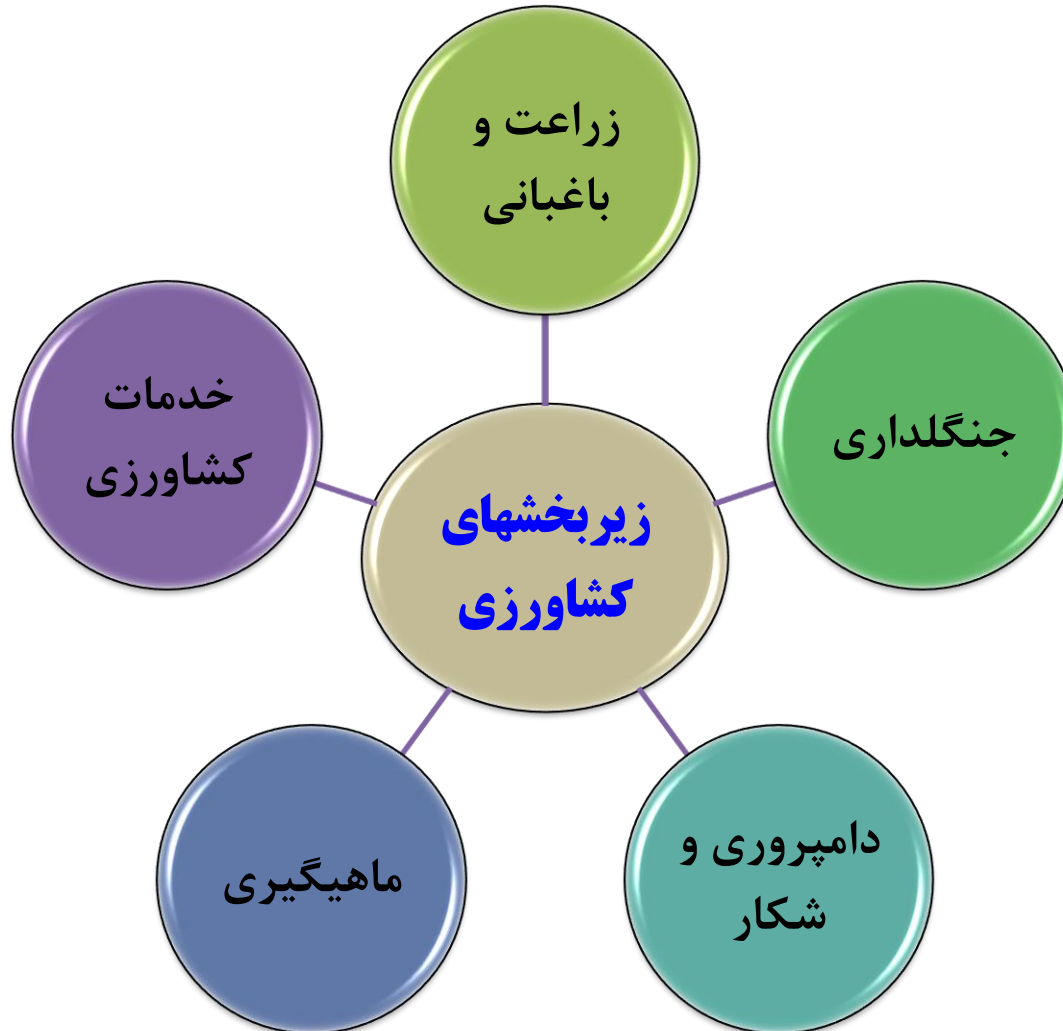 زراعت و
باغبانی
جنگلداری
خدمات
کشاورزی
زیربخشهای
کشاورزی
دامپروری و
شکار
ماهیگیری